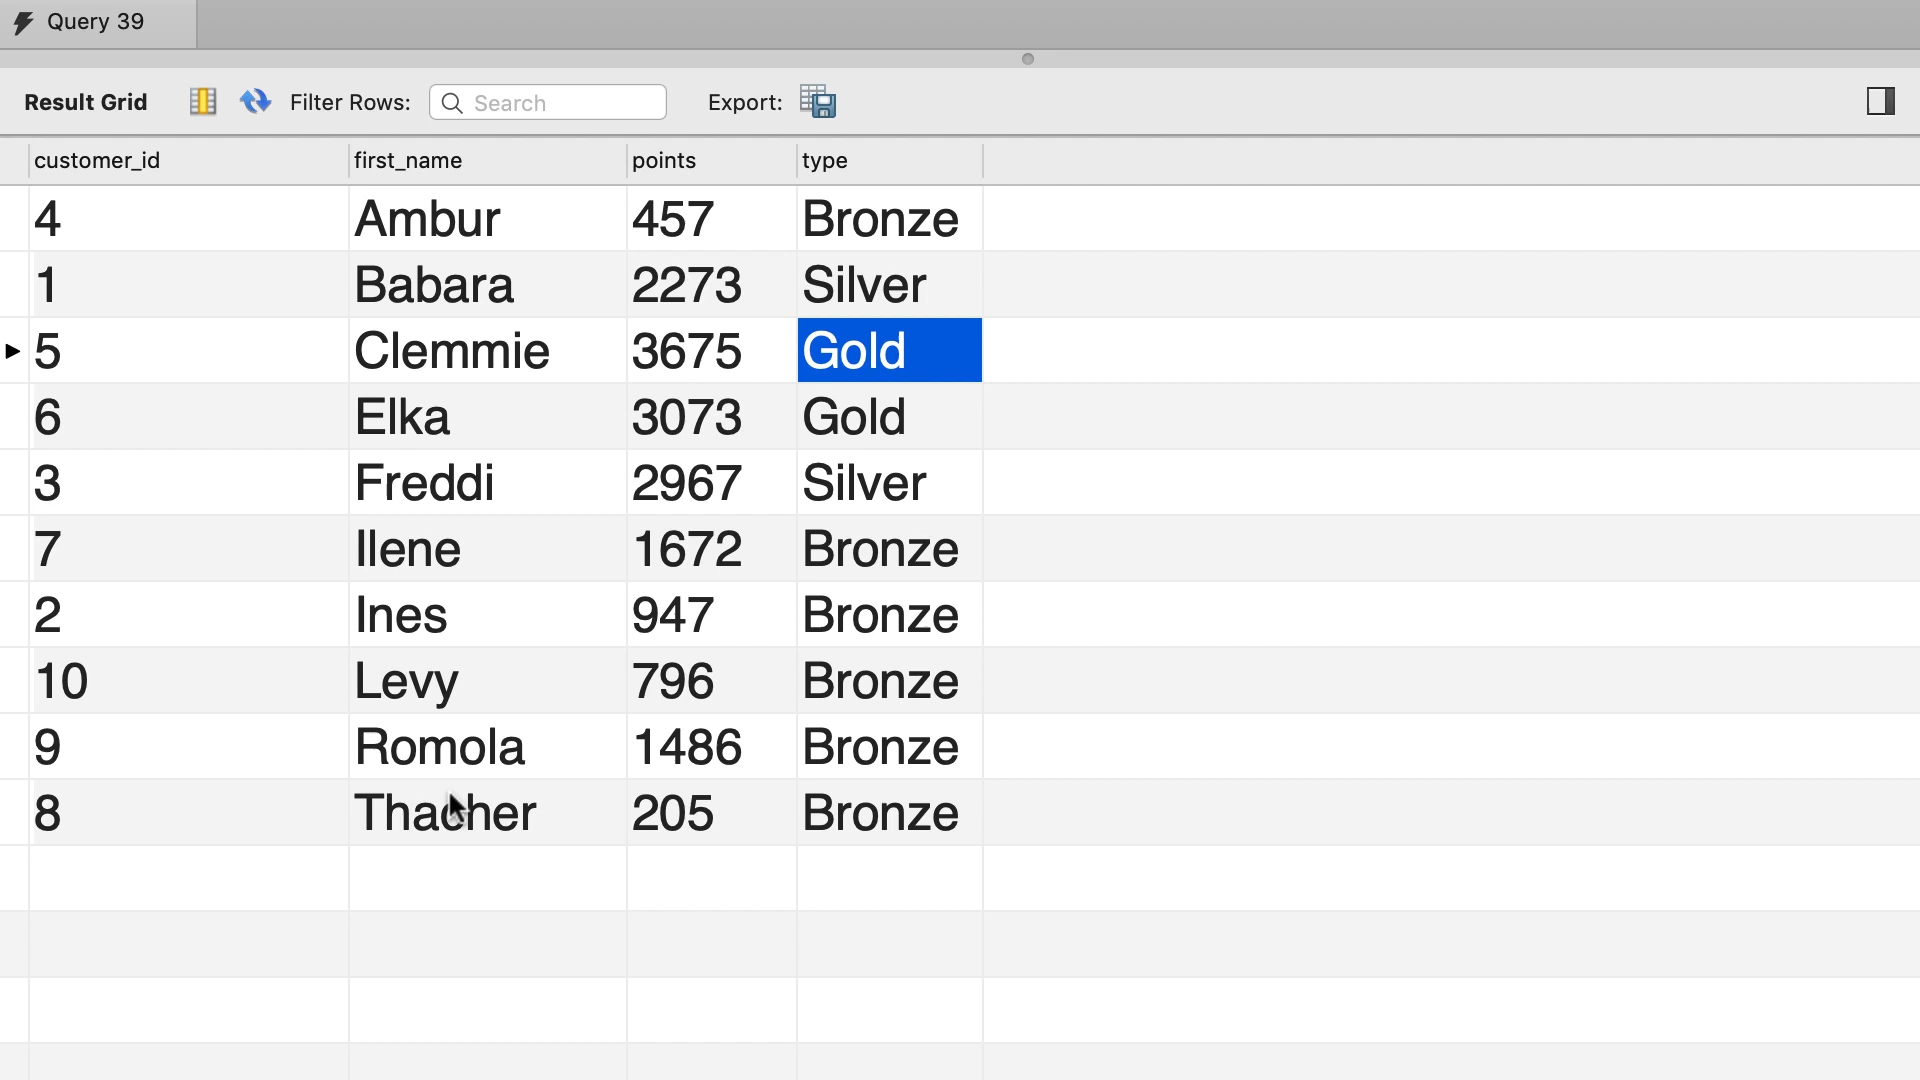 Query 39
Result Grid Filter Rows: Search Export:
customer_id first_name points type
4 Ambur 457 Bronze
1 Babara 2273 Silver
5 Clemmie 3675 Gold
6 Elka 3073 Gold
3 Freddi 2967 Silver
7 Ilene 1672 Bronze
2 Ines 947 Bronze
10 Levy 796 Bronze
9 Romola 1486 Bronze
8 Thacher 205 Bronze